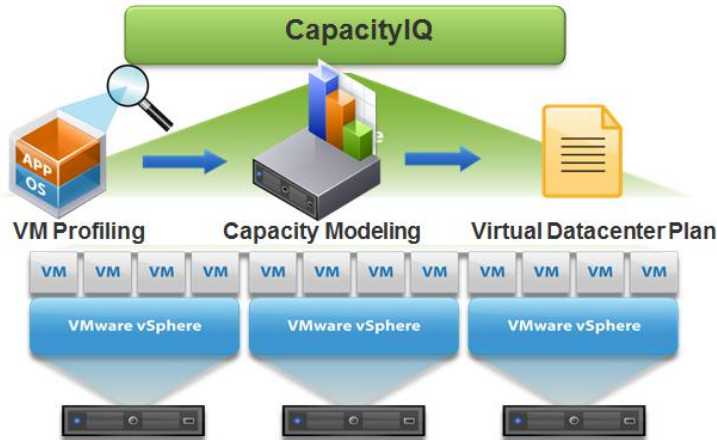 CapacityIQ
APP
OS
VM Profiling
Capacity Modeling
Virtual Datacenter Plan
VM VM VM VM VM VM VM VM VM VM VM VM
VMware vSphere VMware vSphere VMware vSphere